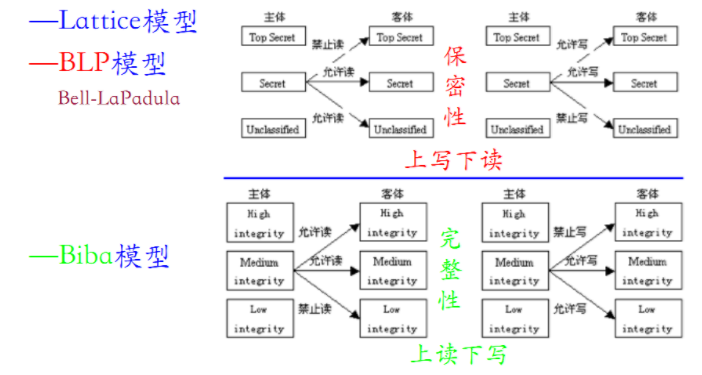 —Lattice模型
—BLP模型
Bell-LaPadula
主体 客体
Top Secret Top Secret
禁止读
Secret 允许读 Secret
Unclassified 允许读 Unclassified
保密性
主体 客体
Top Secret 允许写 Top Secret
Secret 允许写 Secret
Unclassified 禁止写 Unclassified
上写下读
—Biba模型
主体 客体
High integrity 允许读 High integrity
Medium integrity 允许读 Medium integrity
Low integrity 禁止读 Low integrity
完整性
主体 客体
High integrity 禁止写 High integrity
Medium integrity 允许写 Medium integrity
Low integrity 允许写 Low integrity
上读下写